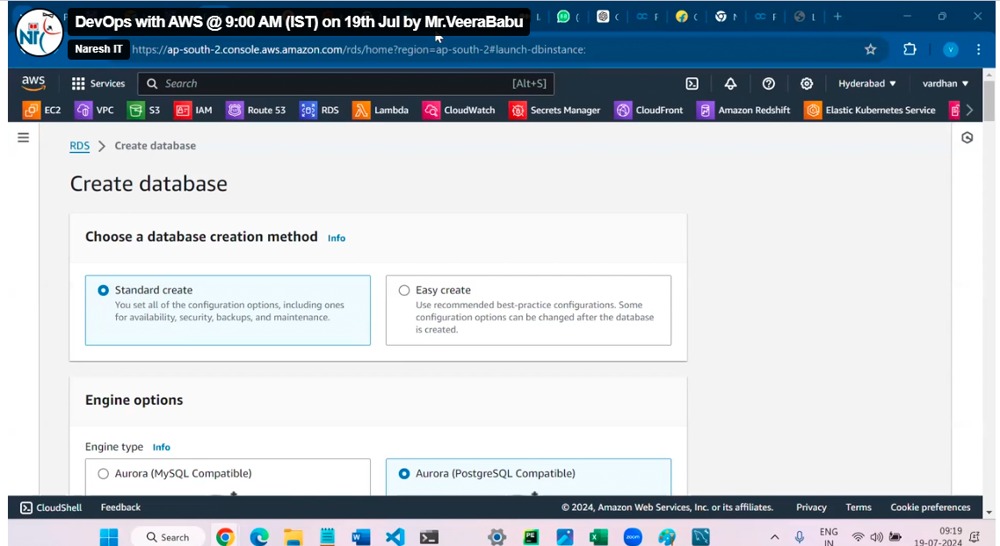 DevOps with AWS @ 9:00 AM (IST) on 19th Jul by Mr.VeeraBabu
Naresh IT
https://ap-south-2.console.aws.amazon.com/rds/home?region=ap-south-2#launch-dbinstance:
aws
Services
Search
[Alt+S]
Hyderabad
vardhan
EC2
VPC
S3
IAM
Route 53
RDS
Lambda
CloudWatch
Secrets Manager
CloudFront
Amazon Redshift
Elastic Kubernetes Service
RDS > Create database
Create database
Choose a database creation method Info
Standard create
You set all of the configuration options, including ones
for availability, security, backups, and maintenance.
Easy create
Use recommended best-practice configurations. Some
configuration options can be changed after the database
is created.
Engine options
Engine type Info
Aurora (MySQL Compatible)
Aurora (PostgreSQL Compatible)
CloudShell
Feedback
© 2024, Amazon Web Services, Inc. or its affiliates.
Privacy
Terms
Cookie preferences
Search
ENG
IN
09:19
19-07-2024